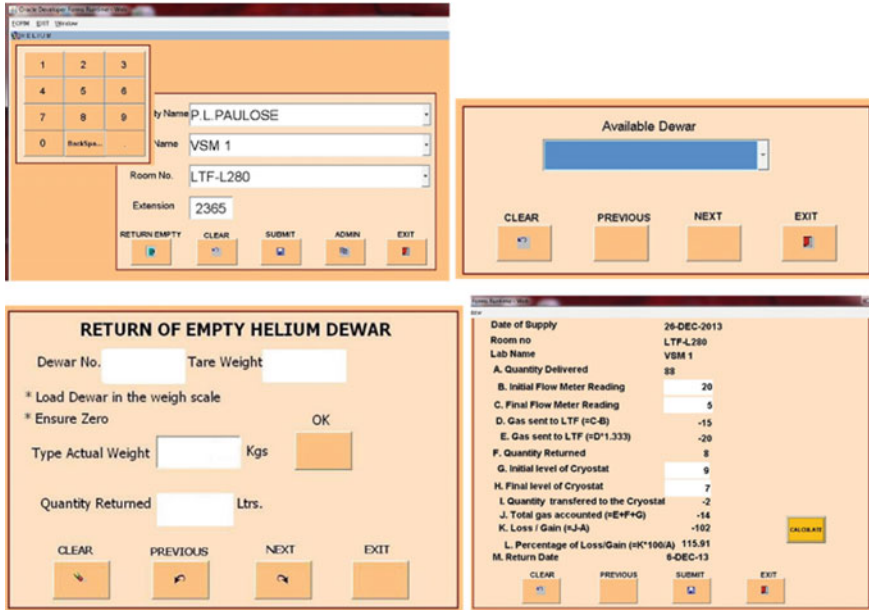 Oracle Developer Forms Runtime - Web
FORM EXIT Window
HELIUM
1 2 3
4 5 6
7 8 9
0 BackSpa... .
ty Name P.L.PAULOSE
Name VSM 1
Room No. LTF-L280
Extension 2365
RETURN EMPTY CLEAR SUBMIT ADMIN EXIT
Available Dewar
CLEAR PREVIOUS NEXT EXIT
RETURN OF EMPTY HELIUM DEWAR
Dewar No. Tare Weight
* Load Dewar in the weigh scale
* Ensure Zero OK
Type Actual Weight Kgs
Quantity Returned Ltrs.
CLEAR PREVIOUS NEXT EXIT
Forms Runtime - Web
Date of Supply 26-DEC-2013
Room no LTF-L280
Lab Name VSM 1
A. Quantity Delivered 88
B. Initial Flow Meter Reading 20
C. Final Flow Meter Reading 5
D. Gas sent to LTF (=C-B) -15
E. Gas sent to LTF (=D*1.333) -20
F. Quantity Returned 8
G. Initial level of Cryostat 9
H. Final level of Cryostat 7
I. Quantity transfered to the Cryostat -2
J. Total gas accounted (=E+F+G) -14
K. Loss / Gain (=J-A) -102
CALCULATE
L. Percentage of Loss/Gain (=K*100/A) 115.91
M. Return Date 6-DEC-13
CLEAR PREVIOUS SUBMIT EXIT